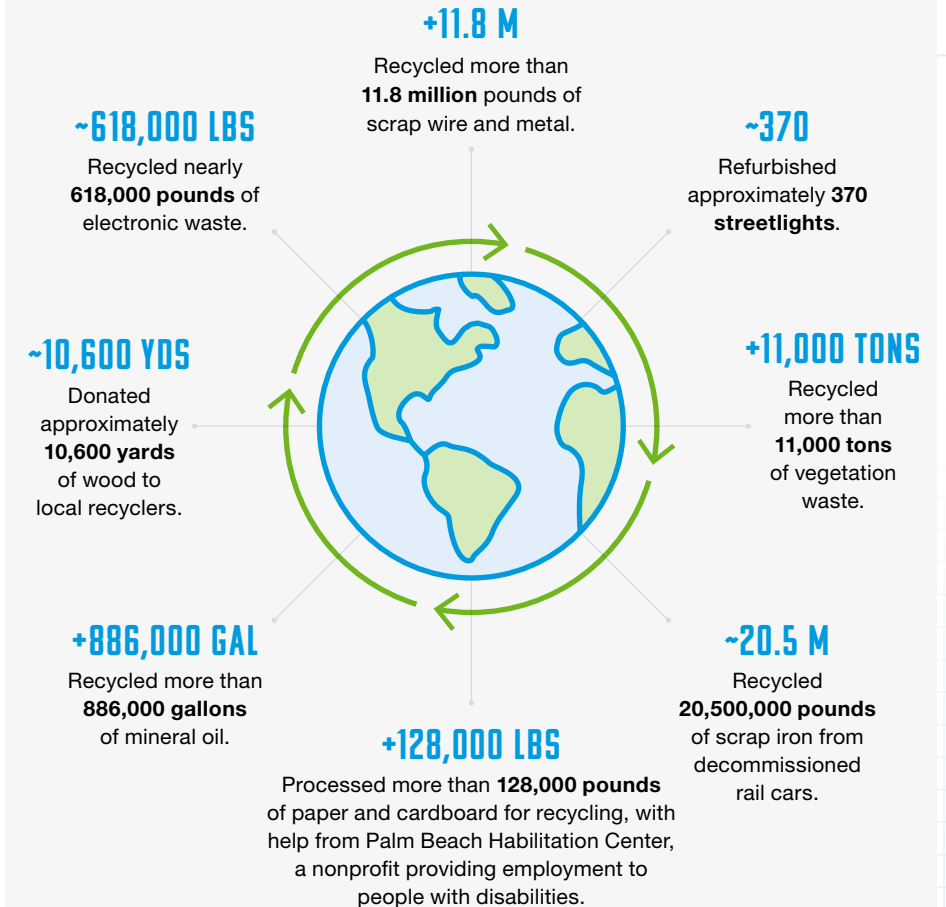 +11.8 M
Recycled more than
11.8 million pounds of
scrap wire and metal.
~370
Refurbished
approximately 370
streetlights.
+11,000 TONS
Recycled
more than
11,000 tons
of vegetation
waste.
~20.5 M
Recycled
20,500,000 pounds
of scrap iron from
decommissioned
rail cars.
+128,000 LBS
Processed more than 128,000 pounds
of paper and cardboard for recycling, with
help from Palm Beach Habilitation Center,
a nonprofit providing employment to
people with disabilities.
+886,000 GAL
Recycled more than
886,000 gallons
of mineral oil.
~10,600 YDS
Donated
approximately
10,600 yards
of wood to
local recyclers.
~618,000 LBS
Recycled nearly
618,000 pounds of
electronic waste.